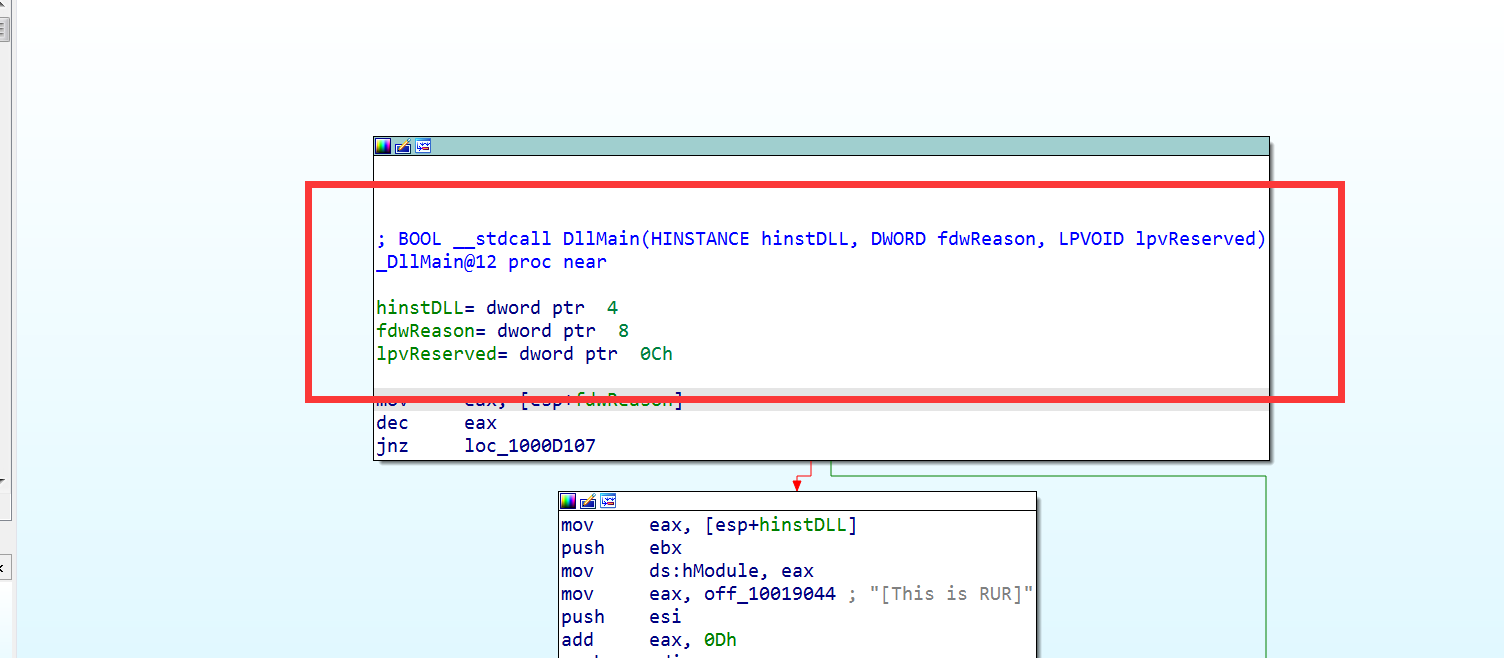 ; BOOL __stdcall DllMain(HINSTANCE hinstDLL, DWORD fdwReason, LPVOID lpvReserved)
_DllMain@12 proc near
hinstDLL= dword ptr  4
fdwReason= dword ptr  8
lpvReserved= dword ptr  0Ch
mov     eax, [esp+fdwReason]
dec     eax
jnz     loc_1000D107
mov     eax, [esp+hinstDLL]
push    ebx
mov     ds:hModule, eax
mov     eax, off_10019044 ; "[This is RUR]"
push    esi
add     eax, 0Dh